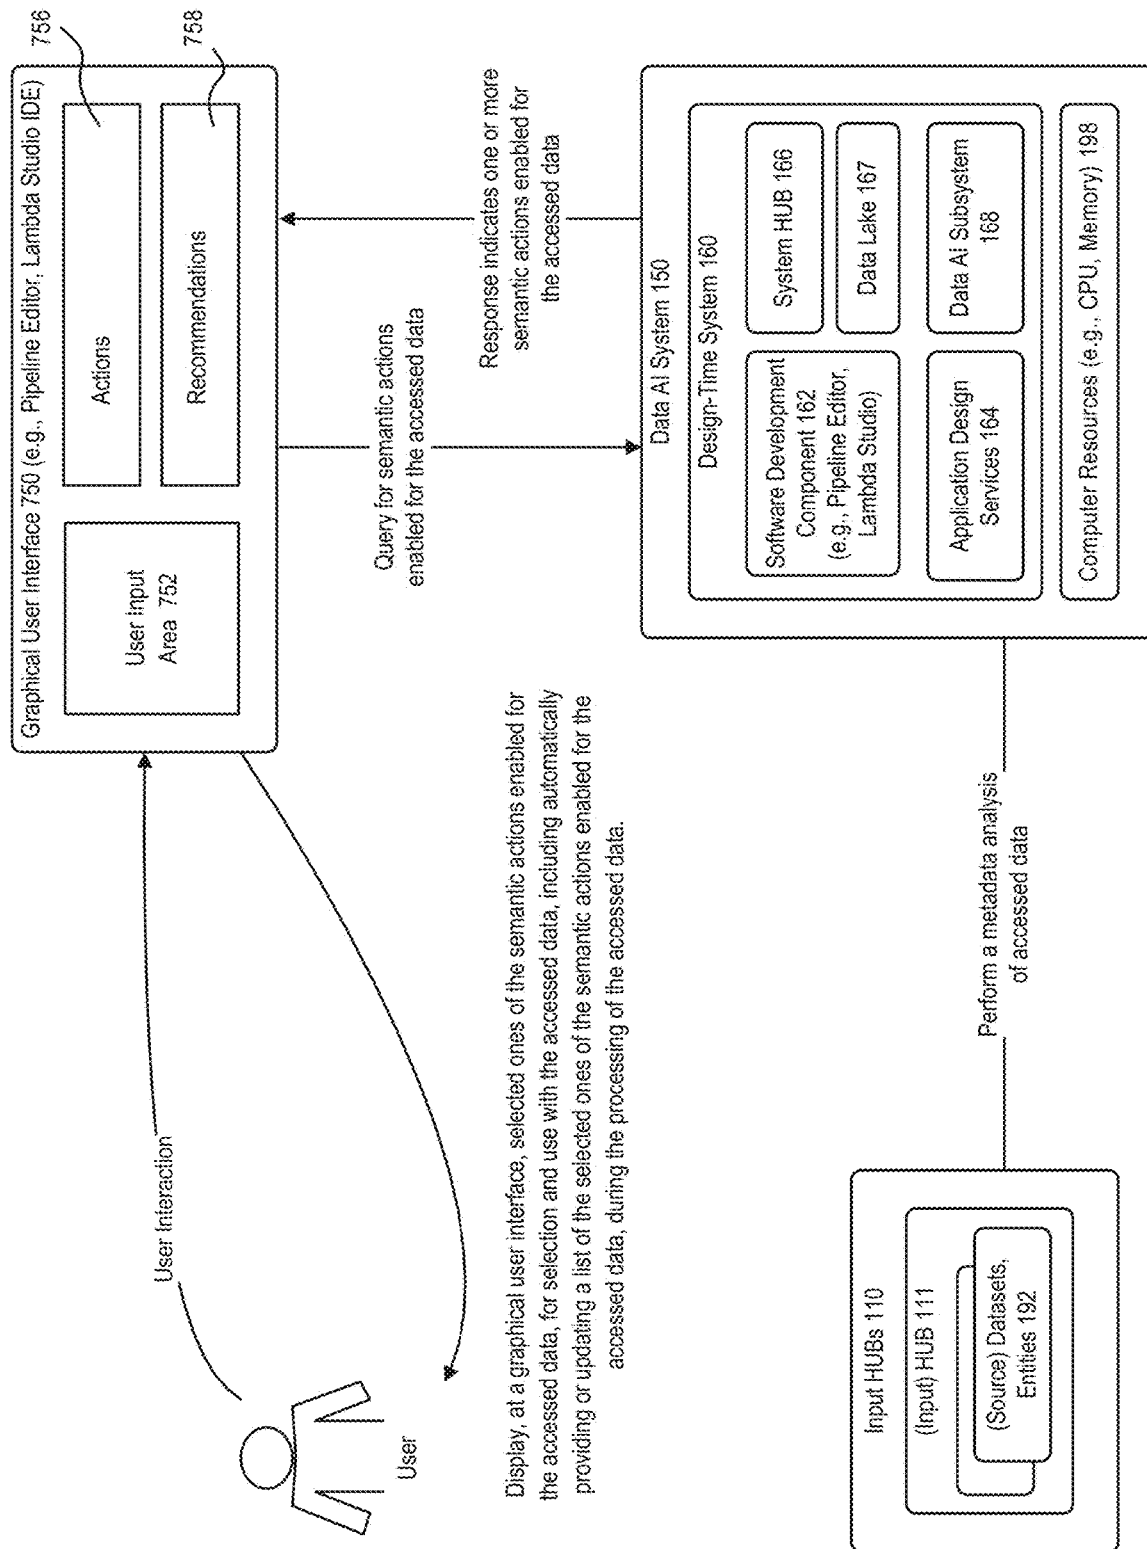 Graphical User Interface 750 (e.g., Pipeline Editor, Lambda Studio IDE)
User Input
Area 752
Actions
756
Recommendations
758
User Interaction
User
Display, at a graphical user interface, selected ones of the semantic actions enabled for
the accessed data, for selection and use with the accessed data, including automatically
providing or updating a list of the selected ones of the semantic actions enabled for the
accessed data, during the processing of the accessed data.
Query for semantic actions
enabled for the accessed data
Response indicates one or more
semantic actions enabled for
the accessed data
Input HUBs 110
(Input) HUB 111
(Source) Datasets,
Entities 192
Perform a metadata analysis
of accessed data
Data AI System 150
Design-Time System 160
Software Development
Component 162
(e.g., Pipeline Editor,
Lambda Studio)
System HUB 166
Data Lake 167
Application Design
Services 164
Data AI Subsystem
168
Computer Resources (e.g., CPU, Memory) 198